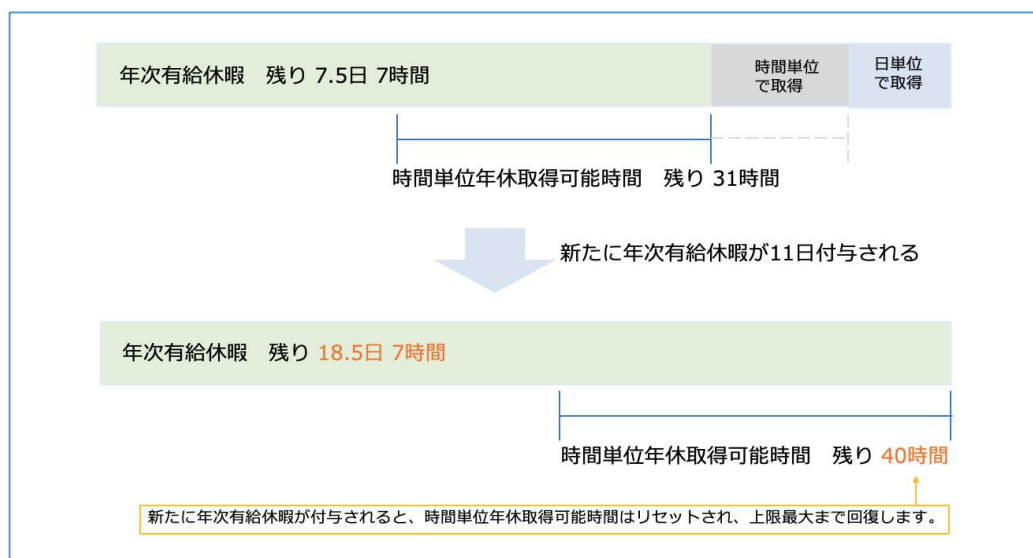 年次有給休暇　残り 7.5日 7時間
時間単位
で取得
日単位
で取得
時間単位年休取得可能時間　残り 31時間
新たに年次有給休暇が11日付与される
年次有給休暇　残り 18.5日 7時間
時間単位年休取得可能時間　残り 40時間
新たに年次有給休暇が付与されると、時間単位年休取得可能時間はリセットされ、上限最大まで回復します。